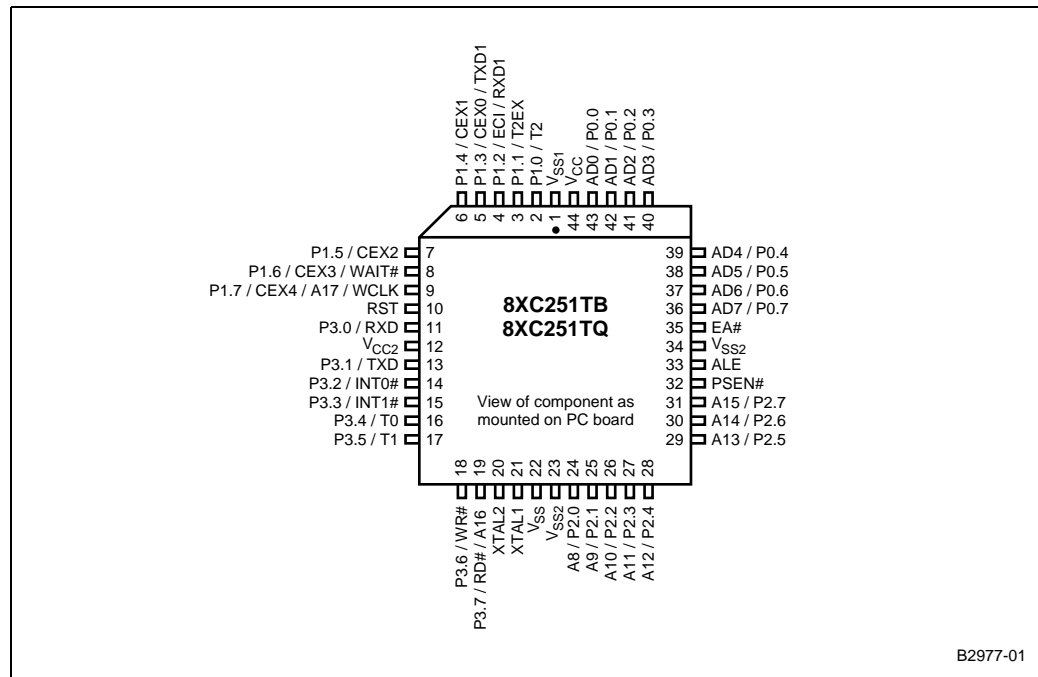 P1.4 / CEX1
P1.3 / CEX0 / TXD1
P1.2 / ECI / RXD1
P1.1 / T2EX
P1.0 / T2
VSS1
VCC
AD0 / P0.0
AD1 / P0.1
AD2 / P0.2
AD3 / P0.3
6
5
4
3
2
1
44
43
42
41
40
P1.5 / CEX2 7
P1.6 / CEX3 / WAIT# 8
P1.7 / CEX4 / A17 / WCLK 9
RST 10
P3.0 / RXD 11
VCC2 12
P3.1 / TXD 13
P3.2 / INT0# 14
P3.3 / INT1# 15
P3.4 / T0 16
P3.5 / T1 17
8XC251TB
8XC251TQ
View of component as
mounted on PC board
39 AD4 / P0.4
38 AD5 / P0.5
37 AD6 / P0.6
36 AD7 / P0.7
35 EA#
34 VSS2
33 ALE
32 PSEN#
31 A15 / P2.7
30 A14 / P2.6
29 A13 / P2.5
18
19
20
21
22
23
24
25
26
27
28
P3.6 / WR#
P3.7 / RD# / A16
XTAL2
XTAL1
VSS
VSS2
A8 / P2.0
A9 / P2.1
A10 / P2.2
A11 / P2.3
A12 / P2.4
B2977-01